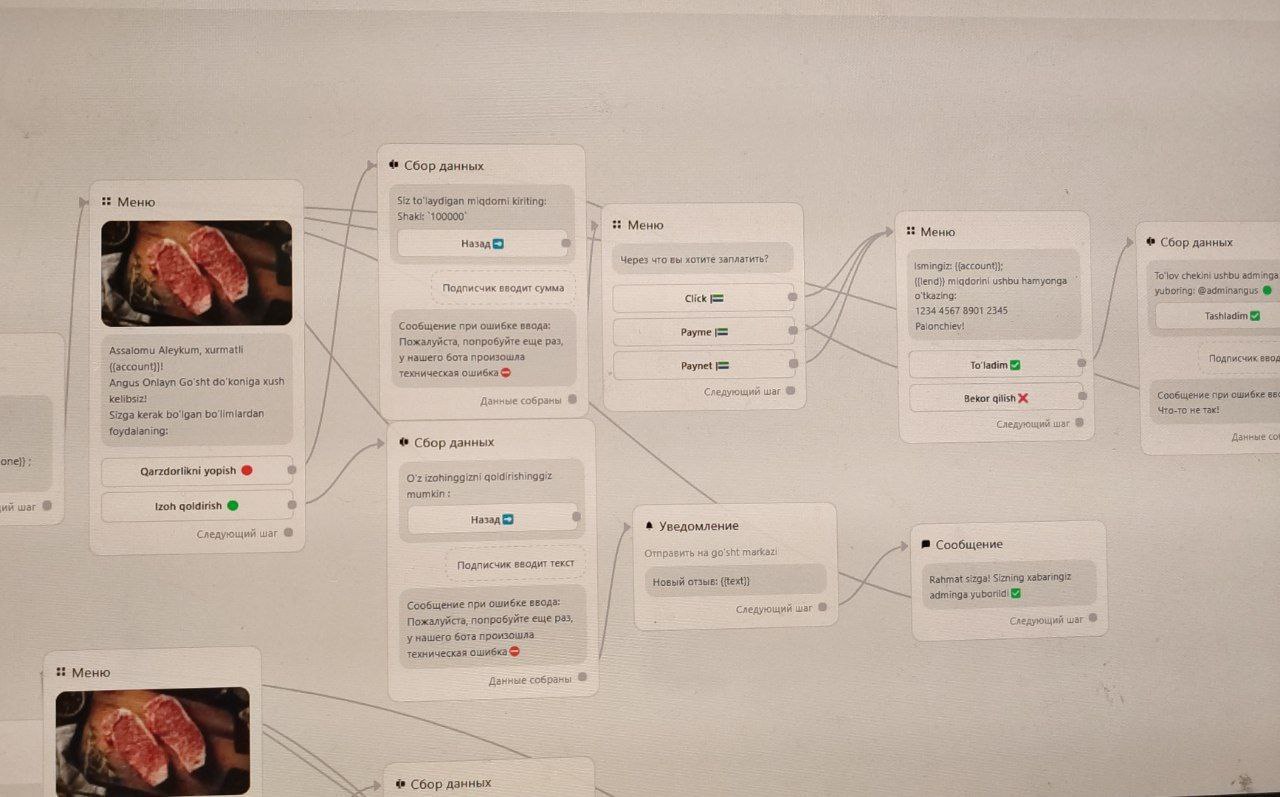 one}} ;
ий шаг
Меню
Assalomu Aleykum, xurmatli
{{account}}!
Angus Onlayn Go'sht do'koniga xush
kelibsiz!
Sizga kerak bo'lgan bo'limlardan
foydalaning:
Qarzdorlikni yopish 🔴
Izoh qoldirish 🟢
Следующий шаг
Сбор данных
Siz to'laydigan miqdorni kiriting:
Shakl: `100000`
Назад ➡️
Подписчик вводит сумма
Сообщение при ошибке ввода:
Пожалуйста, попробуйте еще раз,
у нашего бота произошла
техническая ошибка⛔
Данные собраны
Сбор данных
O'z izohinggizni qoldirishinggiz
mumkin :
Назад ➡️
Подписчик вводит текст
Сообщение при ошибке ввода:
Пожалуйста, попробуйте еще раз,
у нашего бота произошла
техническая ошибка⛔
Данные собраны
Меню
Через что вы хотите заплатить?
Click 🇺🇿
Payme 🇺🇿
Paynet 🇺🇿
Следующий шаг
Уведомление
Отправить на go'sht markazi
Новый отзыв: {{text}}
Следующий шаг
Меню
Ismingiz: {{account}};
{{lend}} miqdorini ushbu hamyonga
o'tkazing:
1234 4567 8901 2345
Palonchiev!
To'ladim ✅
Bekor qilish ❌
Следующий шаг
Сообщение
Rahmat sizga! Sizning xabaringiz
adminga yuborildi ✅
Следующий шаг
Сбор данных
To'lov chekini ushbu adminga
yuboring: @adminangus 🟢
Tashladim ✅
Подписчик ввод
Сообщение при ошибке вво
Что-то не так!
Данные соб
Меню
Сбор данных